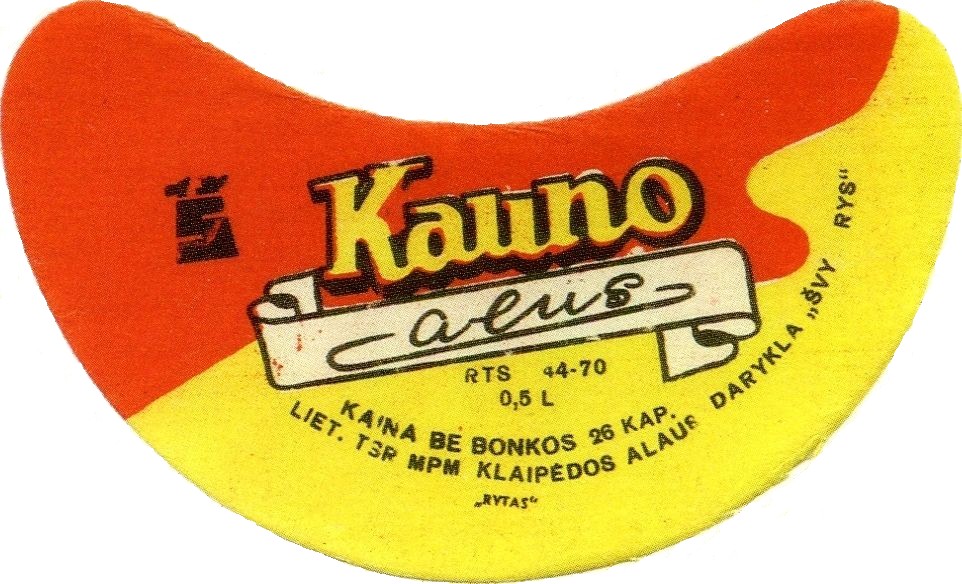 Kauno
alus
RTS 44-70
0,5 L
KAINA BE BONKOS 26 KAP.
LIET. TSR MPM KLAIPĖDOS ALAUS DARYKLA „ŠVYTURYS“
„RYTAS“